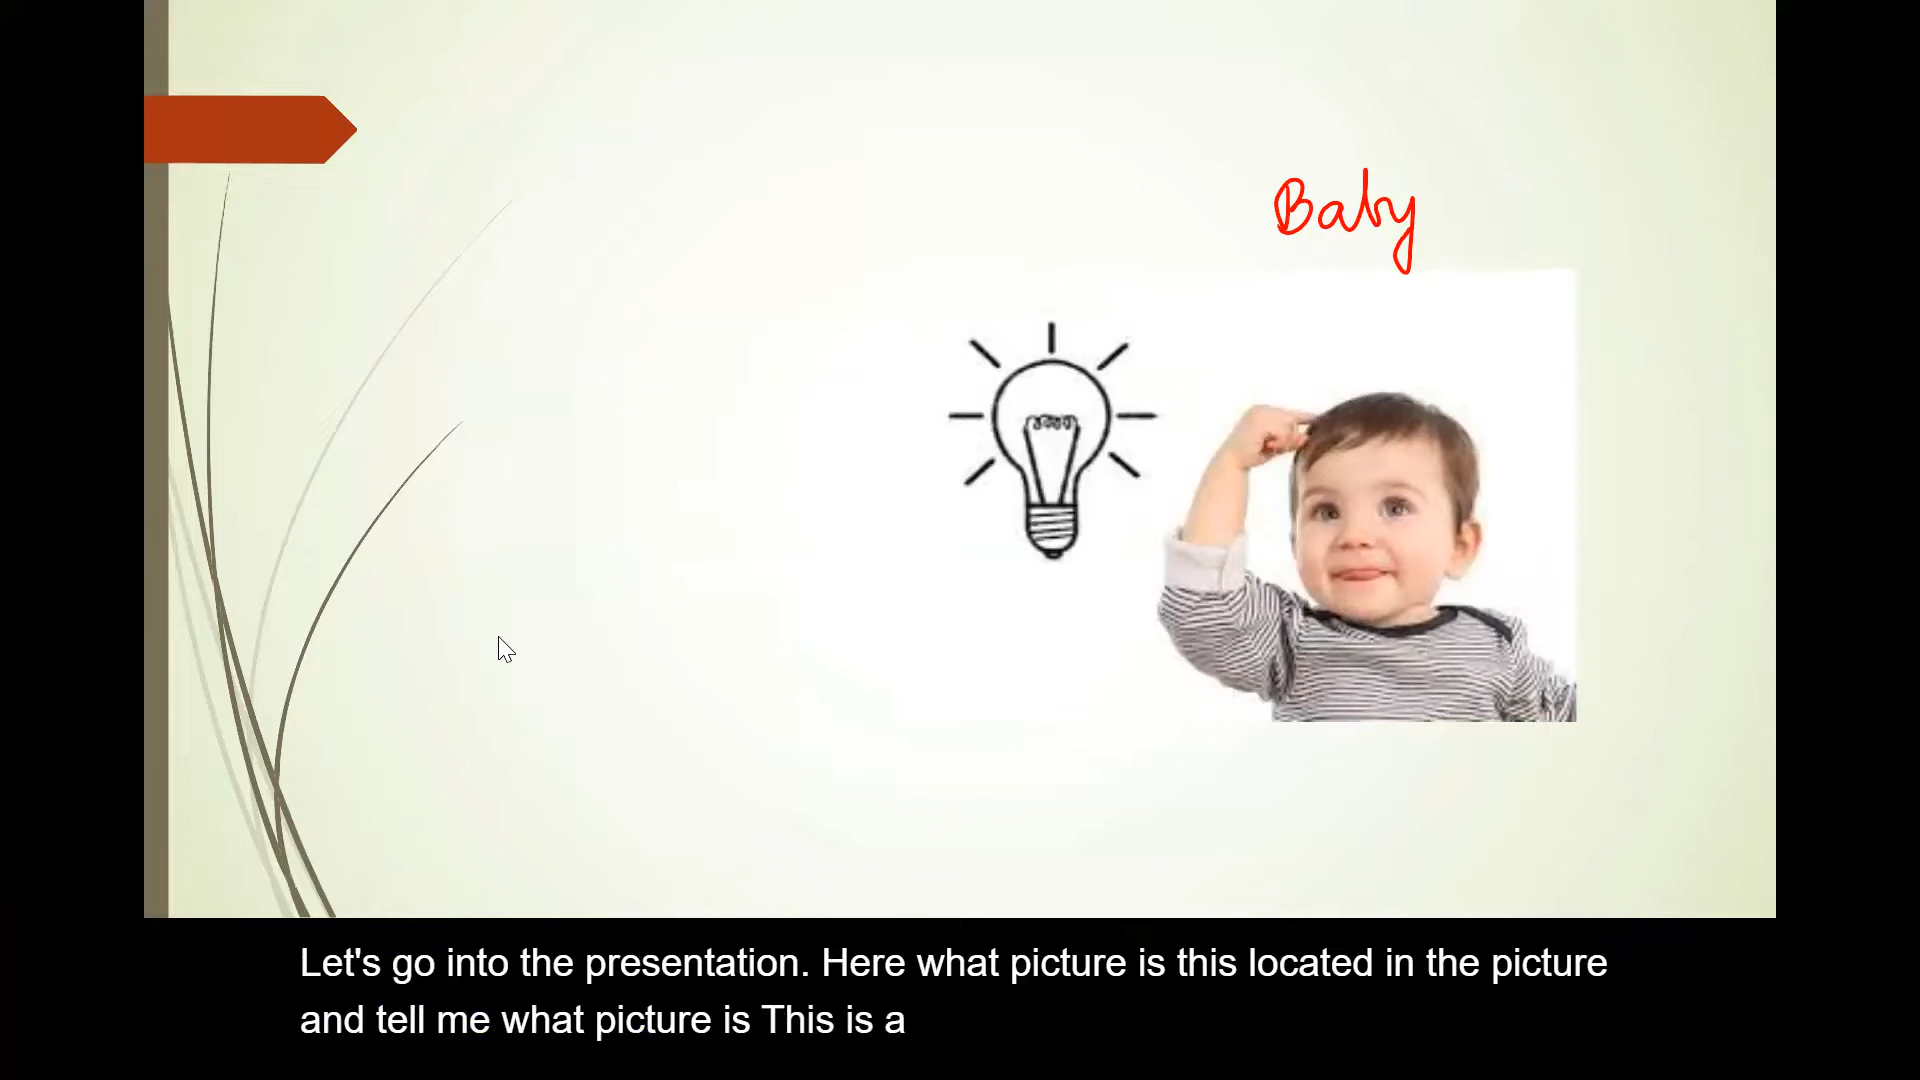 Baby
Let's go into the presentation. Here what picture is this located in the picture
and tell me what picture is This is a